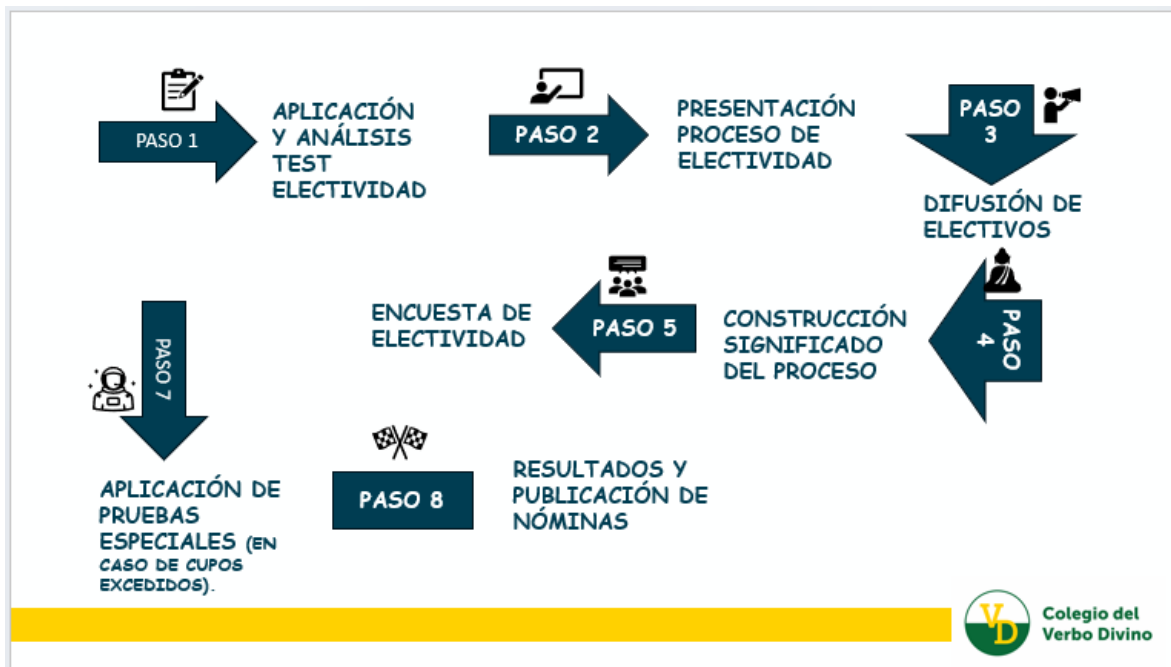 PASO 1
APLICACIÓN
Y ANÁLISIS
TEST
ELECTIVIDAD
PASO 2
PRESENTACIÓN
PROCESO DE
ELECTIVIDAD
PASO
3
DIFUSIÓN DE
ELECTIVOS
PASO
4
CONSTRUCCIÓN
SIGNIFICADO
DEL PROCESO
PASO 5
ENCUESTA DE
ELECTIVIDAD
PASO 7
APLICACIÓN DE
PRUEBAS
ESPECIALES (EN
CASO DE CUPOS
EXCEDIDOS).
PASO 8
RESULTADOS Y
PUBLICACIÓN DE
NÓMINAS
VD
Colegio del
Verbo Divino